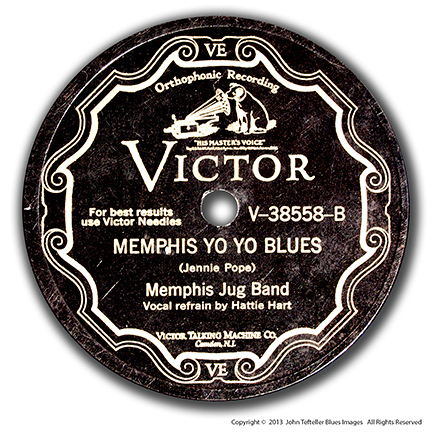 VE
Orthophonic Recording
"HIS MASTER'S VOICE"
VICTOR
For best results
use Victor Needles
V-38558-B
MEMPHIS YO YO BLUES
(Jennie Pope)
Memphis Jug Band
Vocal refrain by Hattie Hart
VICTOR TALKING MACHINE CO.
Camden, N.J.
VE
Copyright © 2013 John Tefteller Blues Images All Rights Reserved